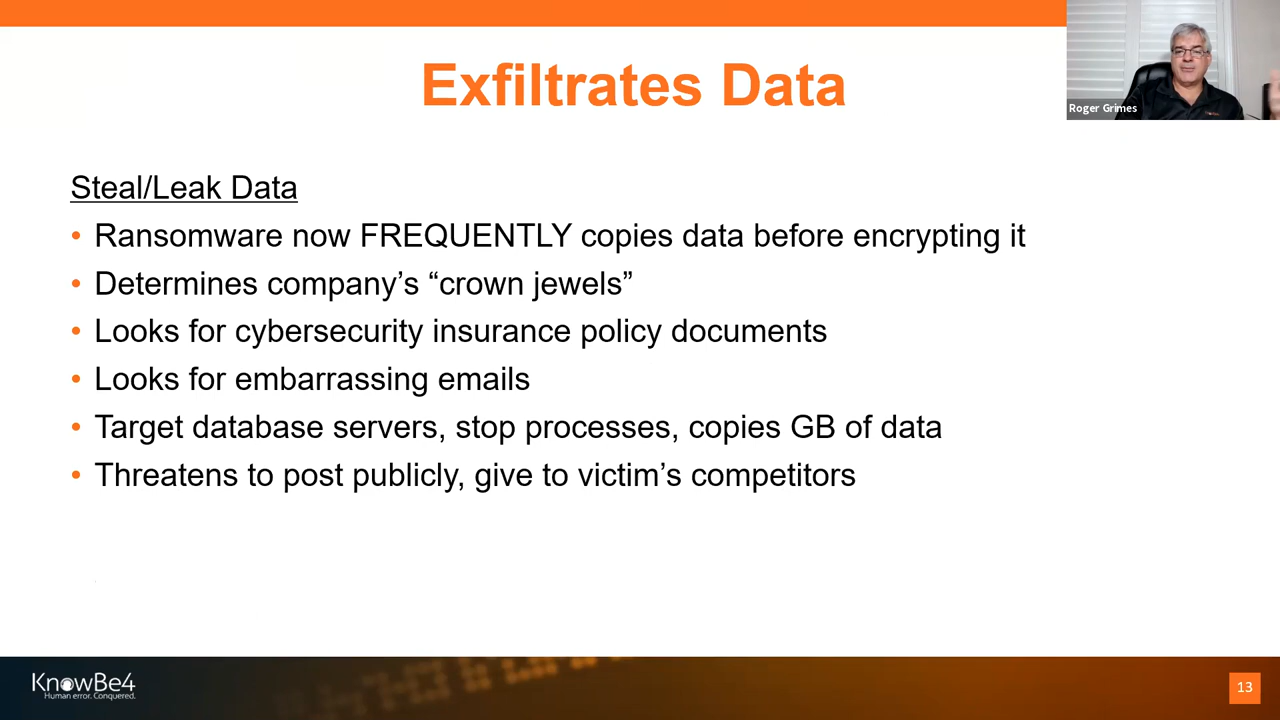 Exfiltrates Data
Roger Grimes
Steal/Leak Data
• Ransomware now FREQUENTLY copies data before encrypting it
• Determines company’s “crown jewels”
• Looks for cybersecurity insurance policy documents
• Looks for embarrassing emails
• Target database servers, stop processes, copies GB of data
• Threatens to post publicly, give to victim’s competitors
KnowBe4
Human error. Conquered.
13